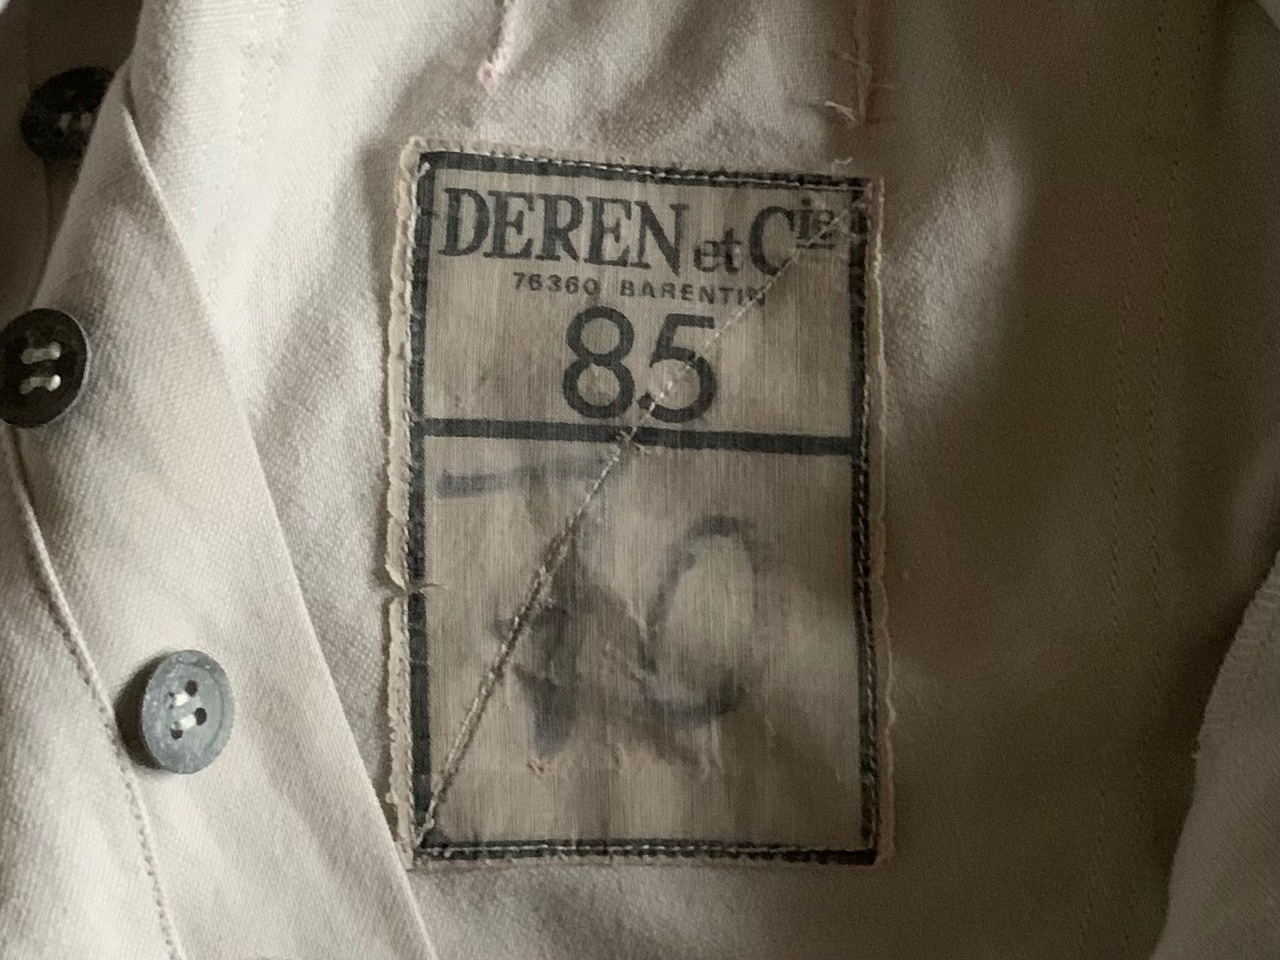 DEREN et Cie
76360 BARENTIN
85